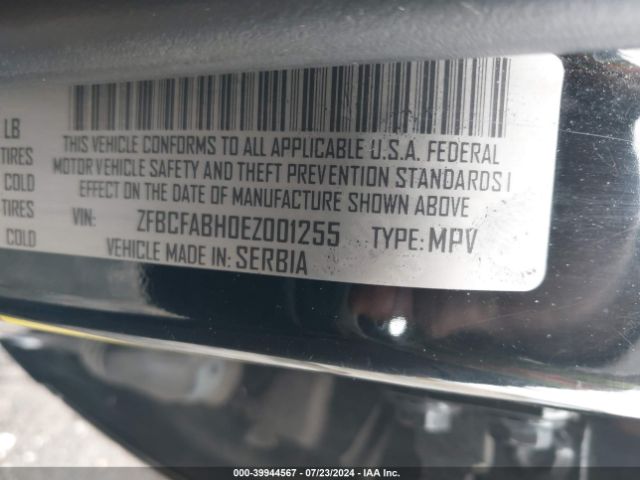 LB
TIRES
COLD
TIRES
COLD
THIS VEHICLE CONFORMS TO ALL APPLICABLE U.S.A. FEDERAL
MOTOR VEHICLE SAFETY AND THEFT PREVENTION STANDARDS I
EFFECT ON THE DATE OF MANUFACTURE SHOWN ABOVE
VIN: ZFBCFABH0EZ001255 TYPE: MPV
VEHICLE MADE IN: SERBIA
000-39944567 / 07/23/2024 / IAA Inc.